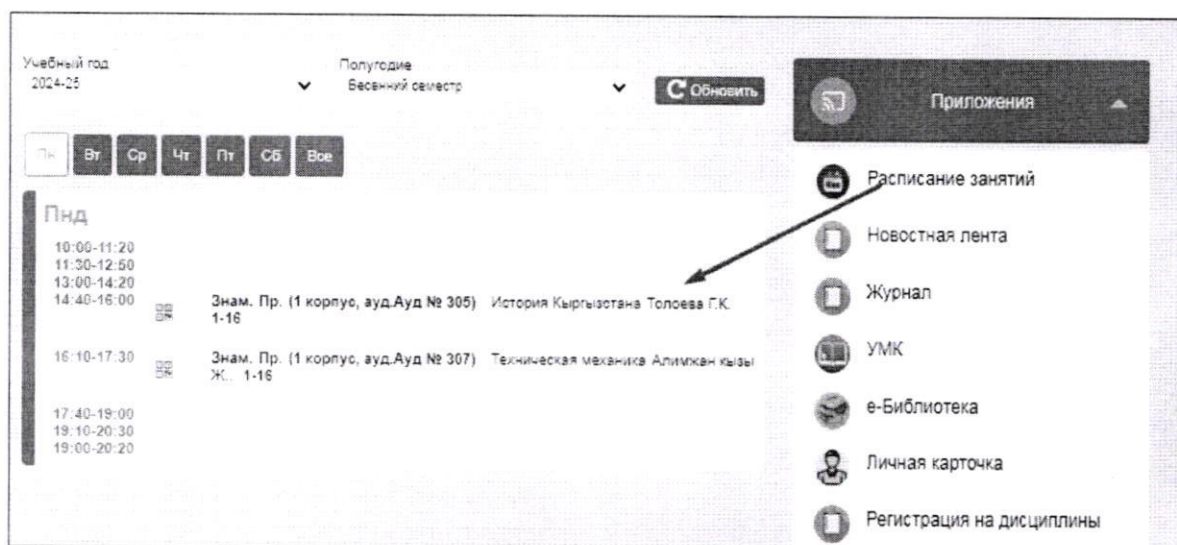 Учебный год
2024-25
Полугодие
Весенний семестр
Обновить
Пн Вт Ср Чт Пт Сб Все
Пнд
10:00-11:20
11:30-12:50
13:00-14:20
14:40-16:00 Знам. Пр. (1 корпус, ауд.Ауд № 305) История Кыргызстана Толоева Г.К.
1-16
16:10-17:30 Знам. Пр. (1 корпус, ауд.Ауд № 307) Техническая механика Алимжан кызы
Ж.. 1-16
17:40-19:00
19:10-20:30
19:00-20:20
Приложения
Расписание занятий
Новостная лента
Журнал
УМК
е-Библиотека
Личная карточка
Регистрация на дисциплины